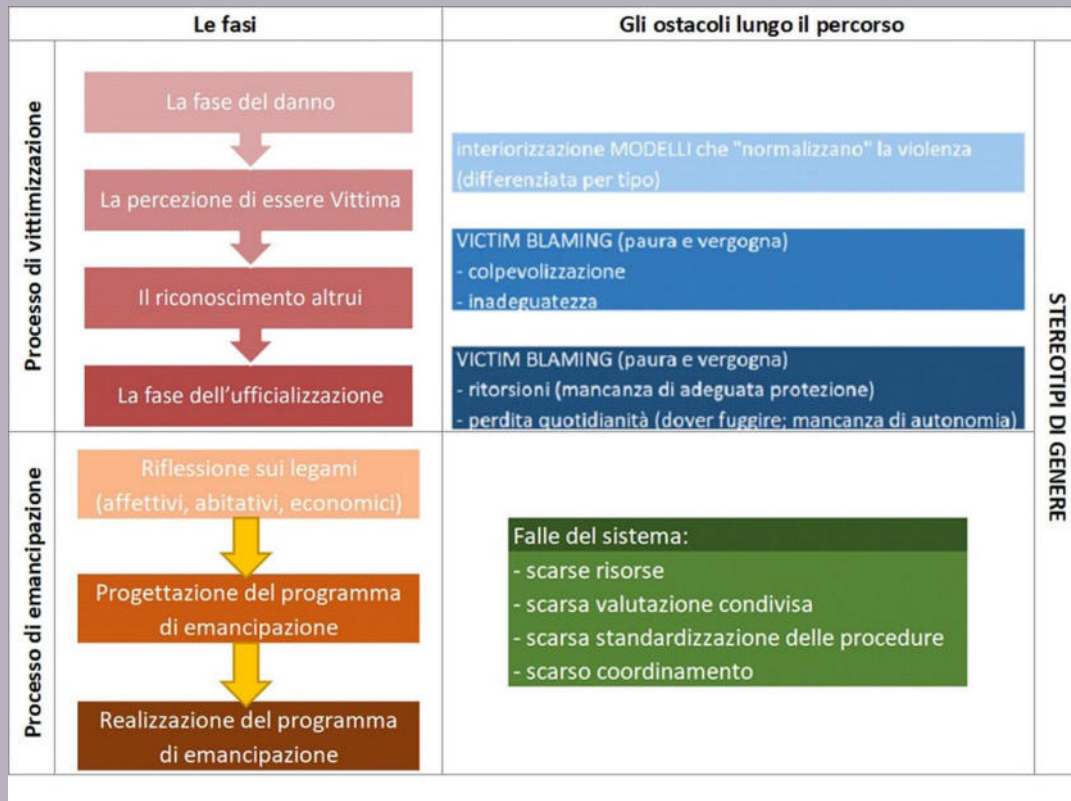 Le fasi
Gli ostacoli lungo il percorso
Processo di vittimizzazione
La fase del danno
La percezione di essere Vittima
Il riconoscimento altrui
La fase dell'ufficializzazione
interiorizzazione MODELLI che "normalizzano" la violenza
(differenziata per tipo)
VICTIM BLAMING (paura e vergogna)
- colpevolizzazione
- inadeguatezza
VICTIM BLAMING (paura e vergogna)
- ritorsioni (mancanza di adeguata protezione)
- perdita quotidianità (dover fuggire; mancanza di autonomia)
Processo di emancipazione
Riflessione sui legami
(affettivi, abitativi, economici)
Progettazione del programma
di emancipazione
Realizzazione del programma
di emancipazione
Falle del sistema:
- scarse risorse
- scarsa valutazione condivisa
- scarsa standardizzazione delle procedure
- scarso coordinamento
STEREOTIPI DI GENERE